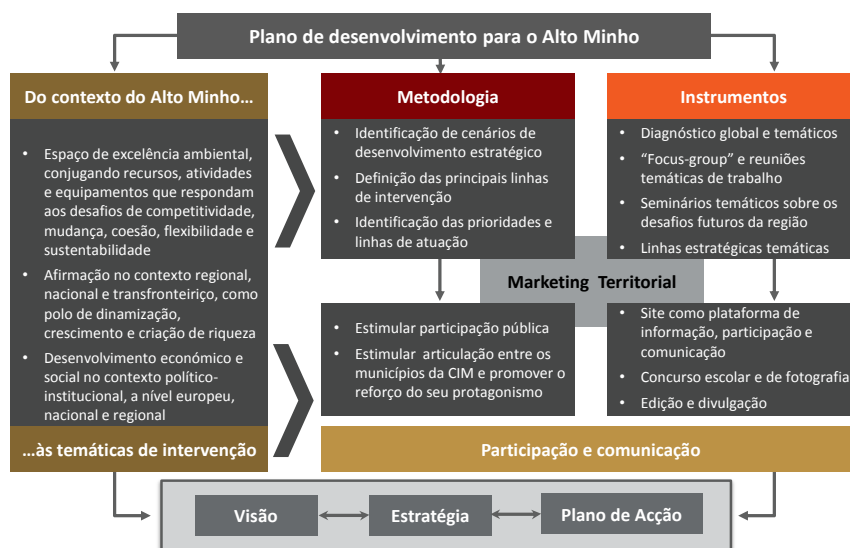 Plano de desenvolvimento para o Alto Minho
Do contexto do Alto Minho…
• Espaço de excelência ambiental,
conjugando recursos, atividades
e equipamentos que respondam
aos desafios de competitividade,
mudança, coesão, flexibilidade e
sustentabilidade
• Afirmação no contexto regional,
nacional e transfronteiriço, como
polo de dinamização,
crescimento e criação de riqueza
• Desenvolvimento económico e
social no contexto político-
institucional, a nível europeu,
nacional e regional
…às temáticas de intervenção
Metodologia
• Identificação de cenários de
desenvolvimento estratégico
• Definição das principais linhas
de intervenção
• Identificação das prioridades e
linhas de atuação
Instrumentos
• Diagnóstico global e temáticos
• “Focus-group” e reuniões
temáticas de trabalho
• Seminários temáticos sobre os
desafios futuros da região
• Linhas estratégicas temáticas
Marketing Territorial
• Estimular participação pública
• Estimular articulação entre os
municípios da CIM e promover o
reforço do seu protagonismo
• Site como plataforma de
informação, participação e
comunicação
• Concurso escolar e de fotografia
• Edição e divulgação
Participação e comunicação
Visão
Estratégia
Plano de Acção